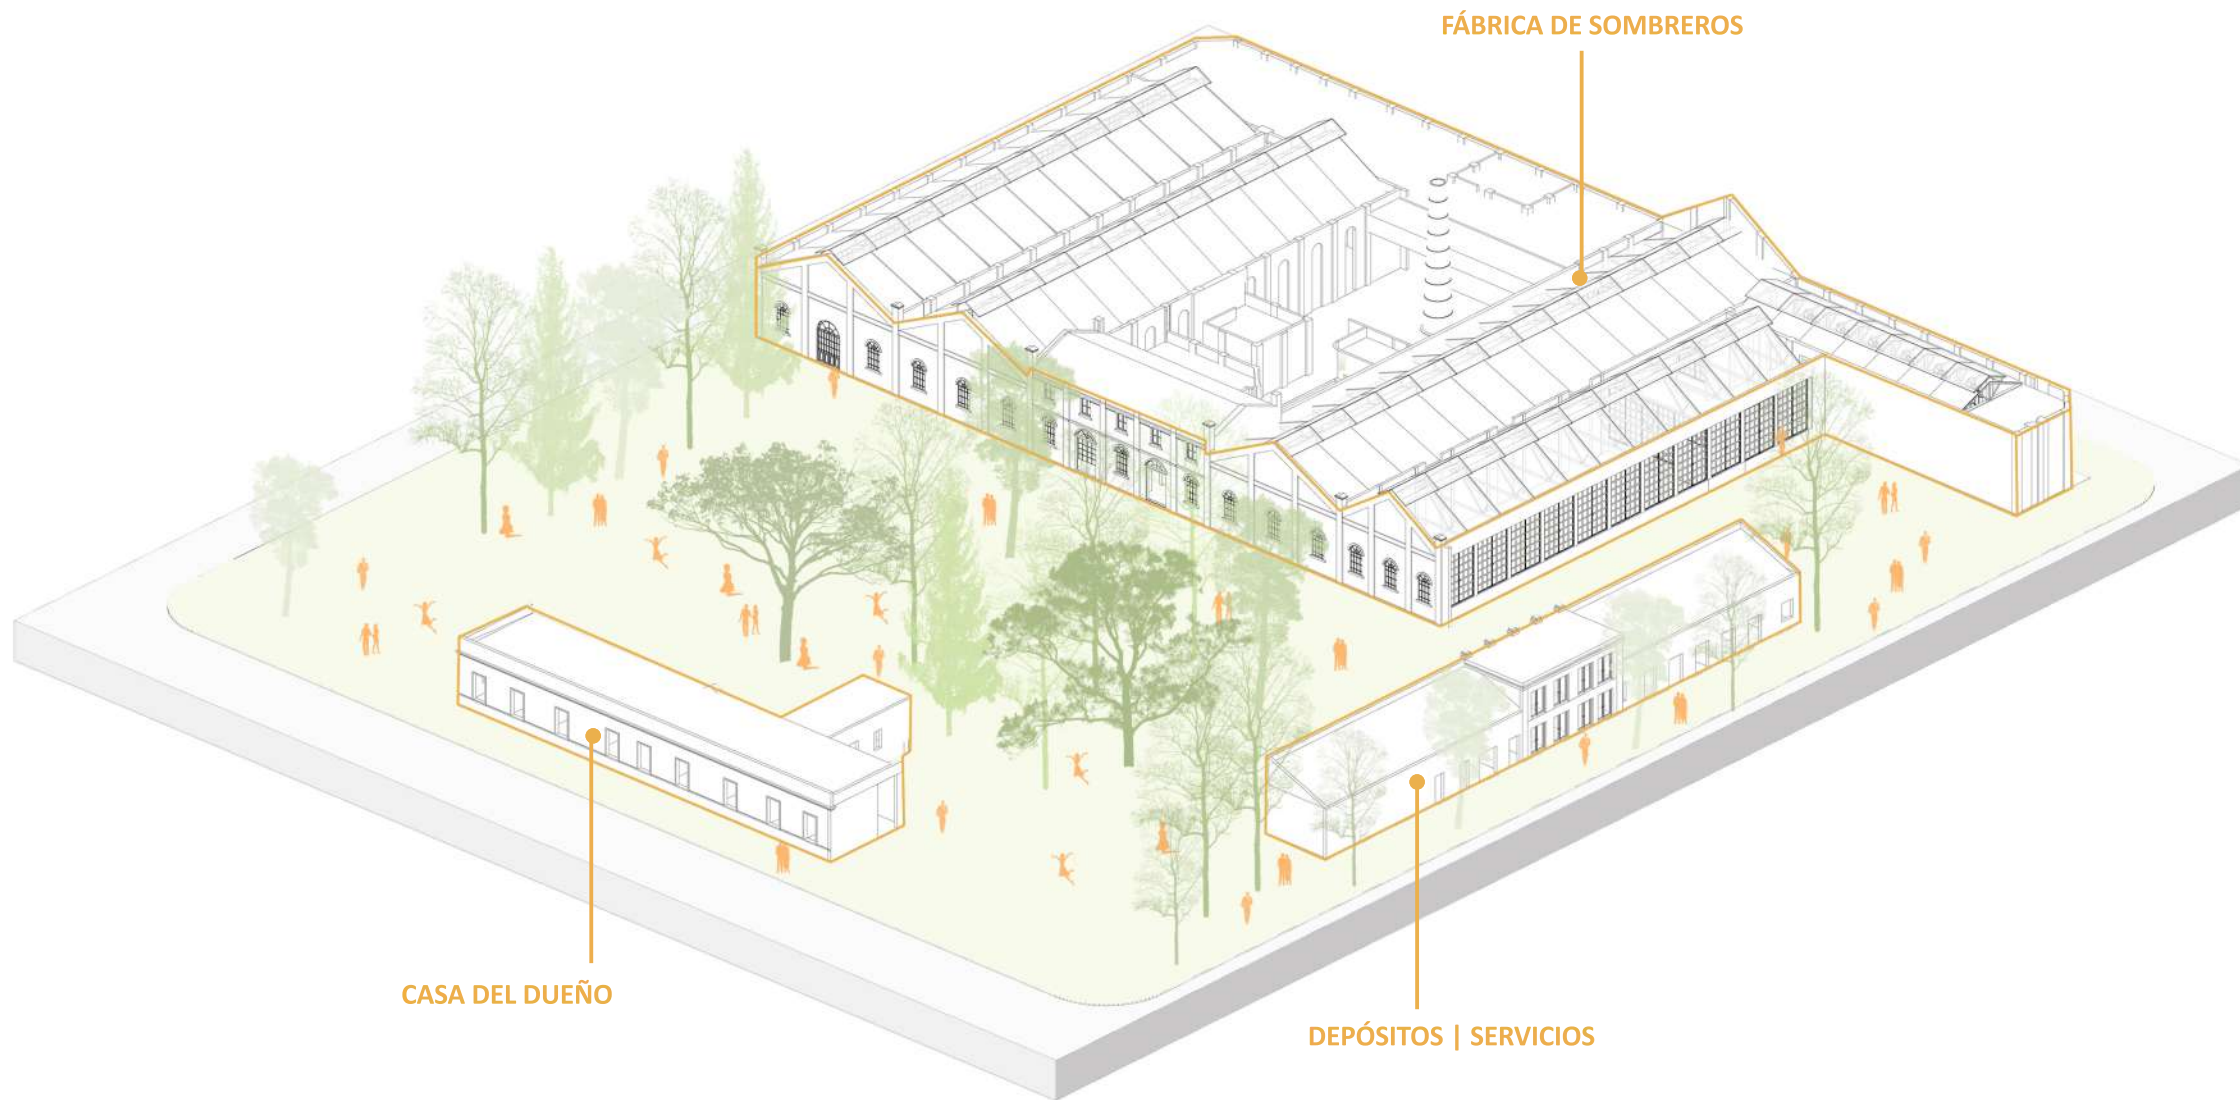 FÁBRICA DE SOMBREROS
CASA DEL DUEÑO
DEPÓSITOS | SERVICIOS